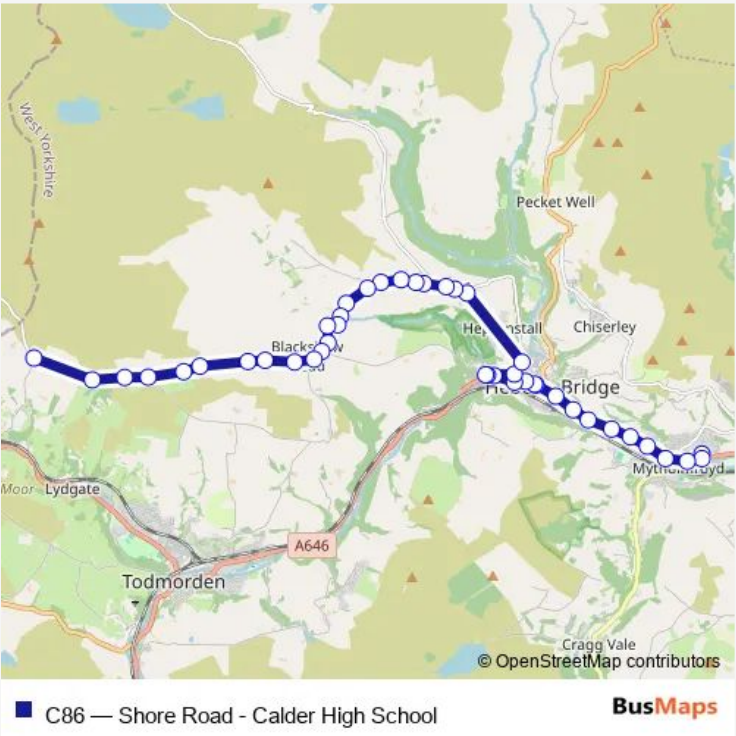 West Yorkshire
Pecket Well
Chiserley
Bridge
Lydgate
Moor
A646
Todmorden
Cragg Vale
© OpenStreetMap contributors
C86 — Shore Road - Calder High School
BusMaps